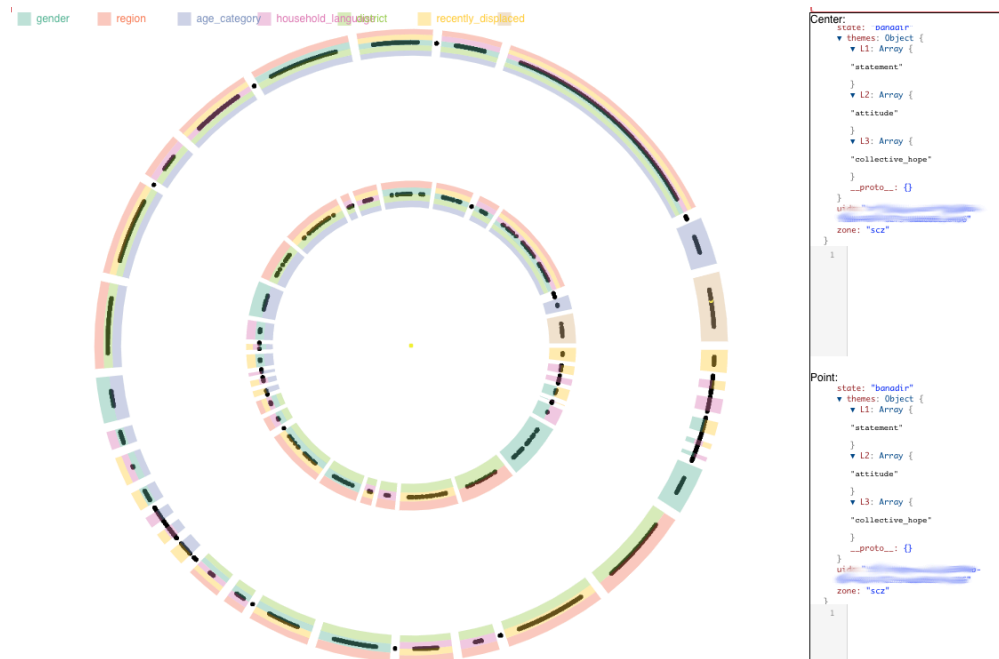 gender region age_category household_language district recently_displaced
Center:
state: "banadir"
▼ themes: Object {
▼ L1: Array {
"statement"
}
▼ L2: Array {
"attitude"
}
▼ L3: Array {
"collective_hope"
}
__proto__: {}
}
uid:
zone: "scz"
}
1
Point:
state: "banadir"
▼ themes: Object {
▼ L1: Array {
"statement"
}
▼ L2: Array {
"attitude"
}
▼ L3: Array {
"collective_hope"
}
__proto__: {}
}
uid:
zone: "scz"
}
1